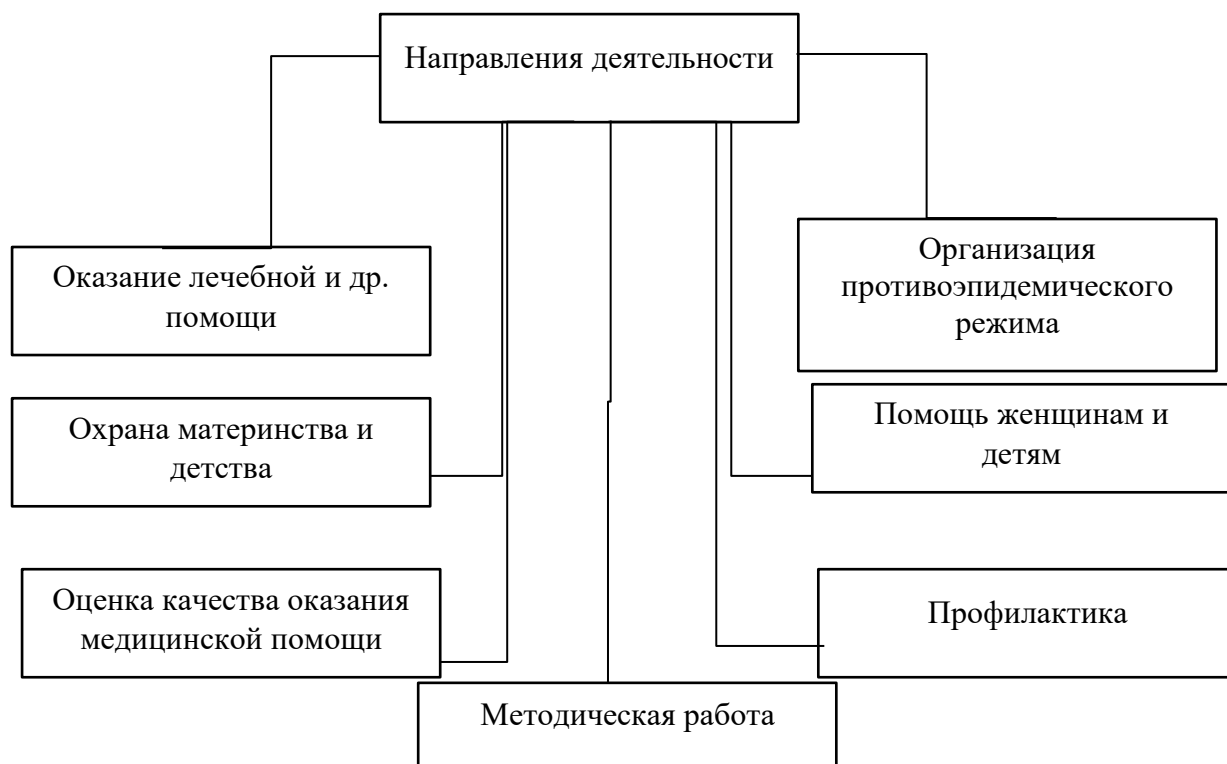 Направления деятельности
Оказание лечебной и др.
помощи
Организация
противоэпидемического
режима
Охрана материнства и
детства
Помощь женщинам и
детям
Оценка качества оказания
медицинской помощи
Профилактика
Методическая работа